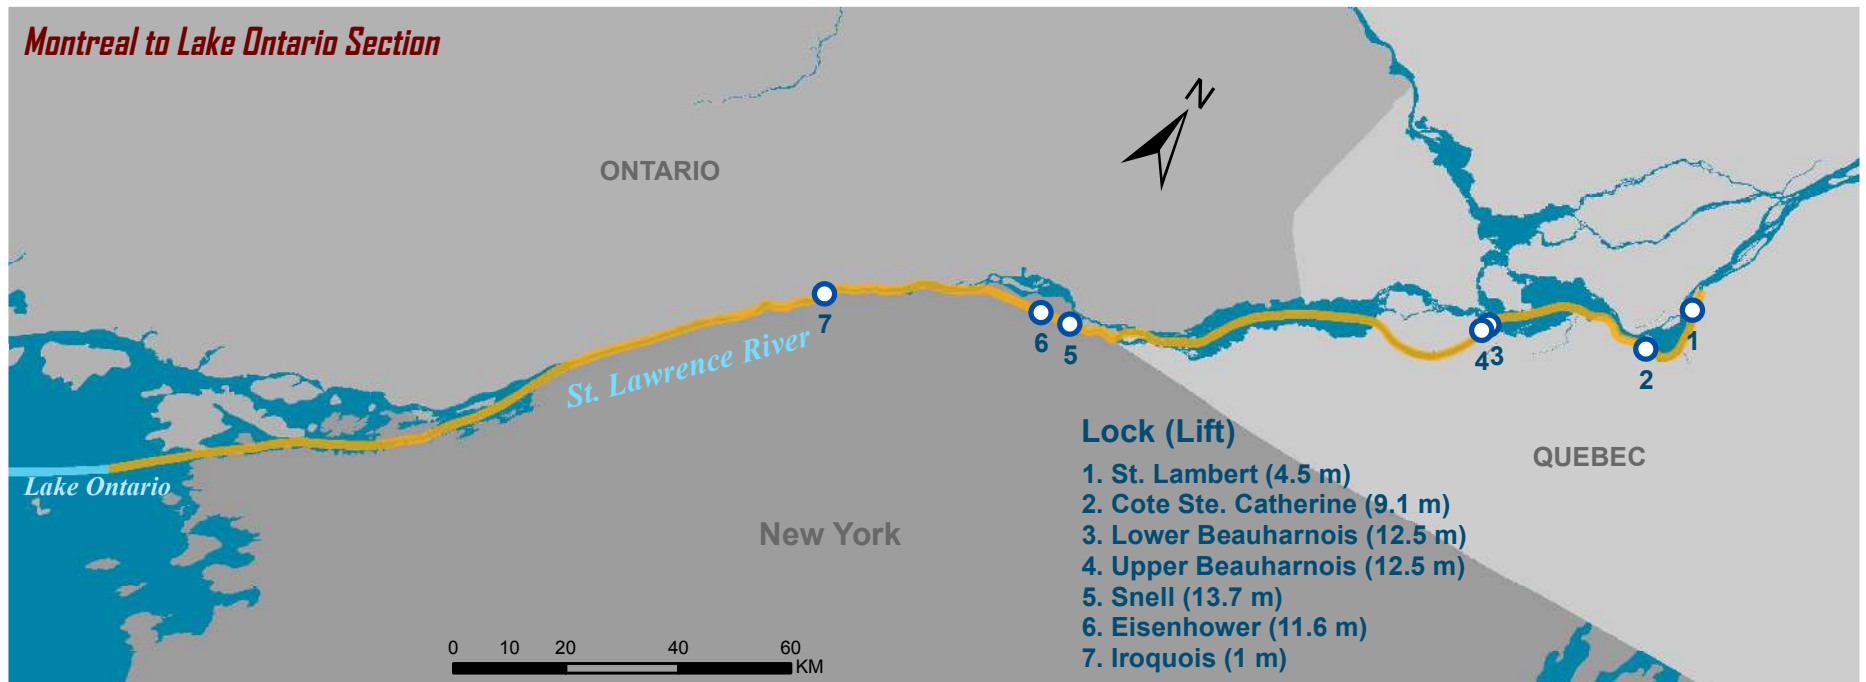 Montreal to Lake Ontario Section
N
ONTARIO
7
6
5
4
3
2
1
St. Lawrence River
Lake Ontario
New York
QUEBEC
Lock (Lift)
1. St. Lambert (4.5 m)
2. Cote Ste. Catherine (9.1 m)
3. Lower Beauharnois (12.5 m)
4. Upper Beauharnois (12.5 m)
5. Snell (13.7 m)
6. Eisenhower (11.6 m)
7. Iroquois (1 m)
0 10 20 40 60
KM